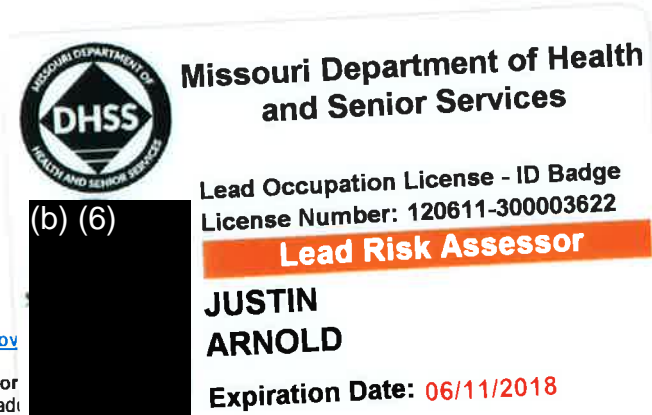 MISSOURI DEPARTMENT OF
DHSS
HEALTH AND SENIOR SERVICES
Missouri Department of Health
and Senior Services
Lead Occupation License - ID Badge
License Number: 120611-300003622
Lead Risk Assessor
(b) (6)
JUSTIN
ARNOLD
Expiration Date: 06/11/2018